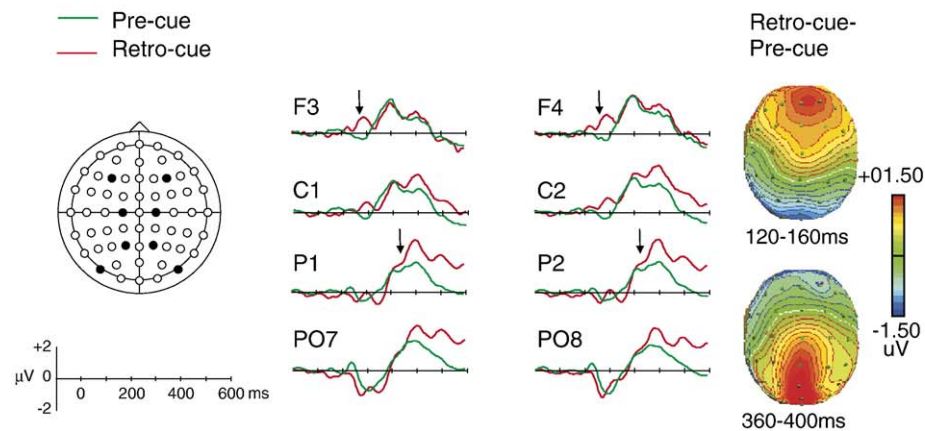 Pre-cue
Retro-cue
Retro-cue-
Pre-cue
F3
F4
C1
C2
+01.50
120-160ms
P1
P2
-1.50
uV
PO7
PO8
+2
µV 0
-2
0 200 400 600 ms
360-400ms